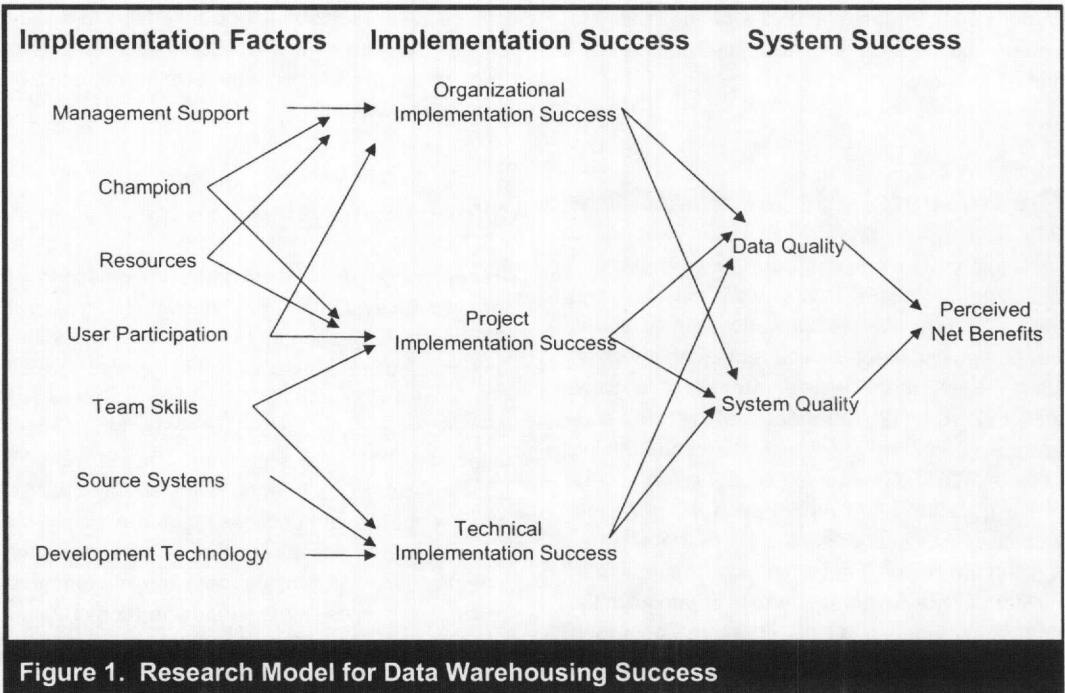 Implementation Factors Implementation Success System Success
Management Support
Champion
Resources
User Participation
Team Skills
Source Systems
Development Technology
Organizational
Implementation Success
Project
Implementation Success
Technical
Implementation Success
Data Quality
System Quality
Perceived
Net Benefits
Figure 1. Research Model for Data Warehousing Success